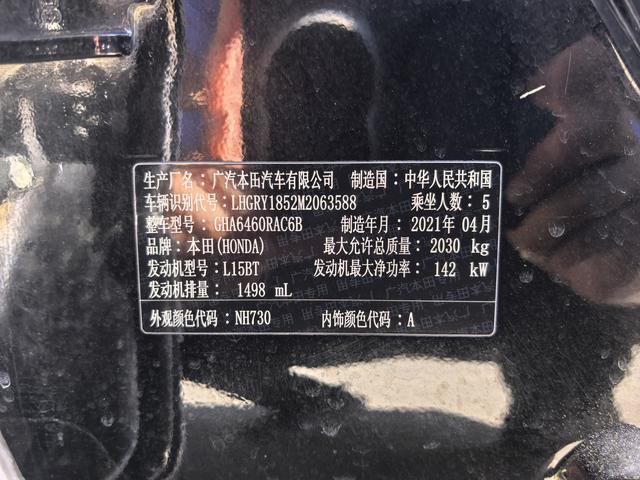 生产厂名：广汽本田汽车有限公司 制造国：中华人民共和国
车辆识别代号：LHGRY1852M2063588 乘坐人数：5
整车型号：GHA6460RAC6B 制造年月：2021年04月
品牌：本田(HONDA) 最大允许总质量：2030 kg
发动机型号：L15BT 发动机最大净功率：142 kW
发动机排量：1498 mL
外观颜色代码：NH730 内饰颜色代码：A